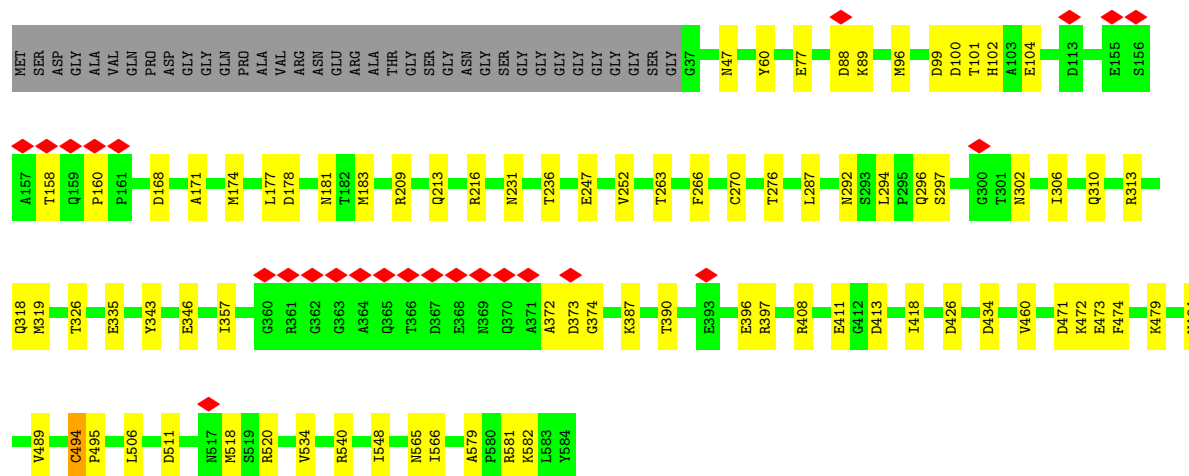 MET SER ASP GLY ALA VAL GLN PRO ASP GLY GLY GLN PRO ALA VAL ARG ASN GLU ARG ALA THR GLY SER GLY ASN GLY SER GLY GLY GLY GLY GLY GLY GLY SER GLY G37 N47 Y60 E77 D88 K89 M96 D99 D100 T101 H102 A103 E104 D113 E155 S156
A157 T158 Q159 P160 P161 D168 A171 M174 L177 D178 N181 T182 M183 R209 Q213 R216 N231 T236 E247 V252 T263 F266 C270 T276 L287 N292 S293 L294 P295 Q296 S297 G300 T301 N302 I306 Q310 R313
Q318 M319 T326 E335 Y343 E346 I357 G360 R361 G362 G363 A364 Q365 T366 D367 E368 N369 Q370 A371 A372 D373 G374 K387 T390 E393 E396 R397 R408 E411 G412 D413 I418 D426 D434 V460 D471 K472 E473 F474 K479
V489 C494 P495 L506 D511 N517 M518 S519 R520 V534 R540 I548 N565 I566 A579 P580 R581 K582 L583 Y584